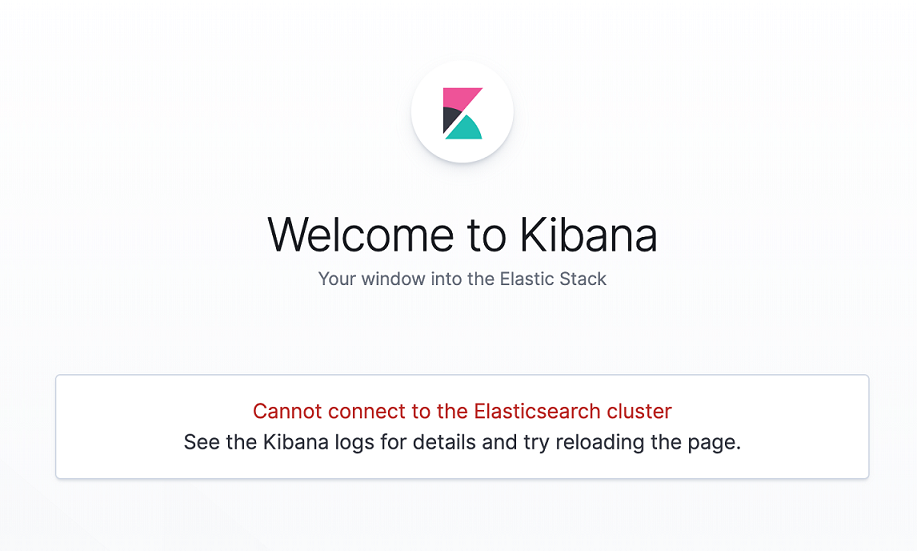 Welcome to Kibana
Your window into the Elastic Stack
Cannot connect to the Elasticsearch cluster
See the Kibana logs for details and try reloading the page.